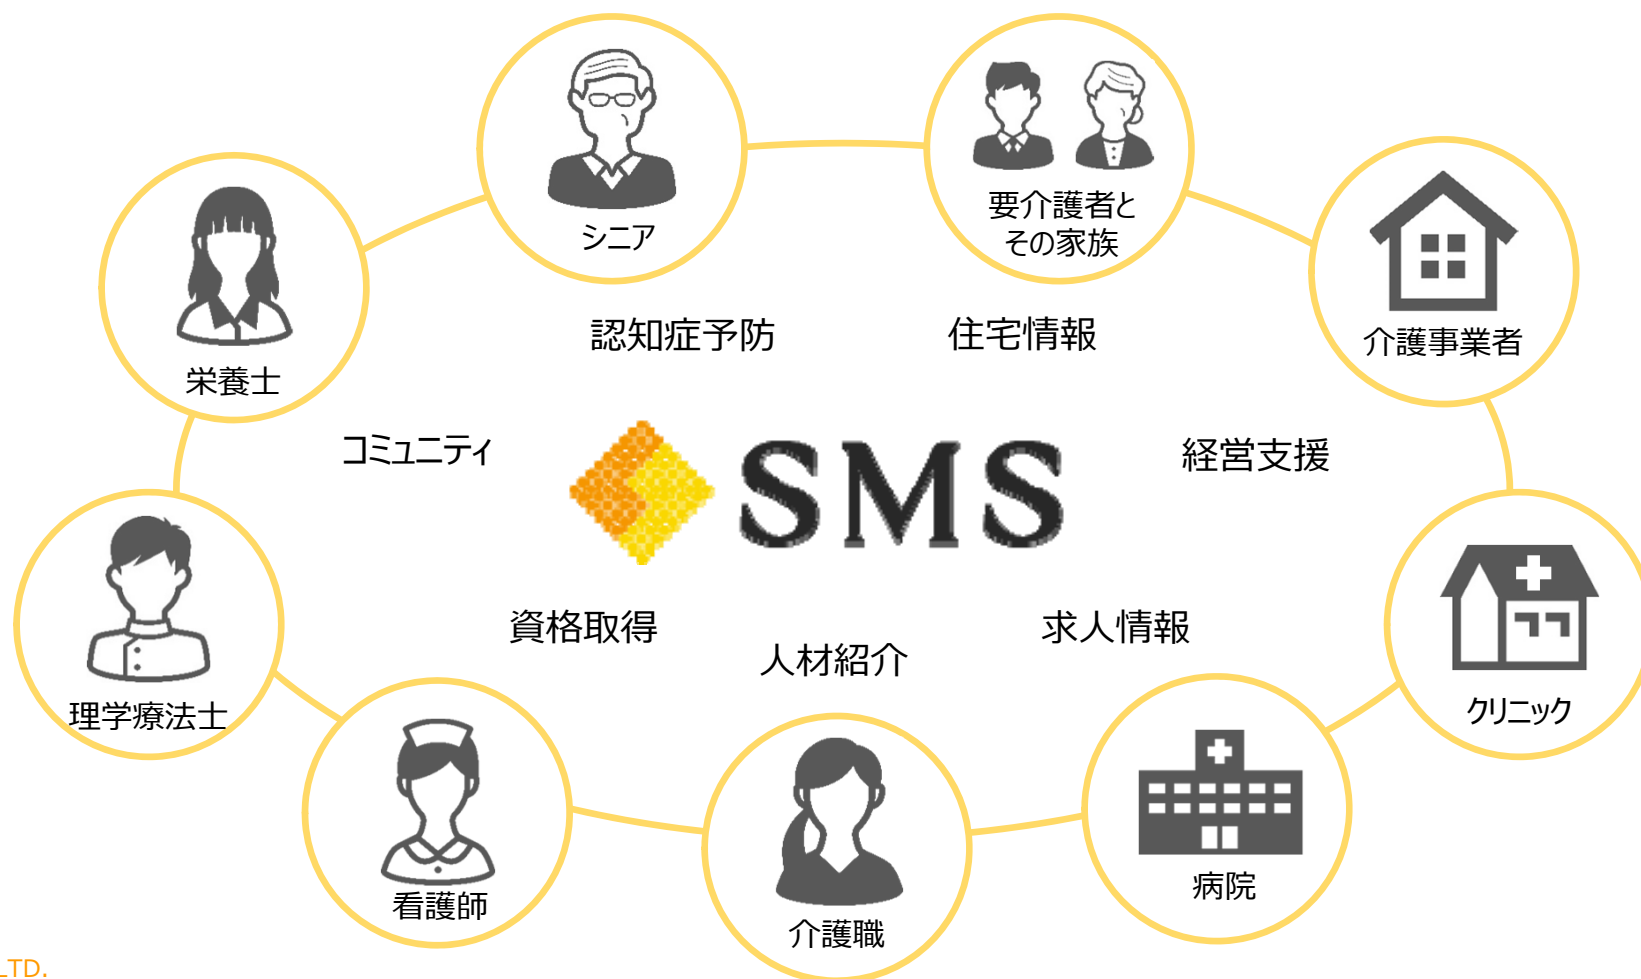 シニア
要介護者と
その家族
栄養士
介護事業者
認知症予防
住宅情報
コミュニティ
経営支援
SMS
資格取得
人材紹介
求人情報
理学療法士
クリニック
看護師
介護職
病院
LTD.